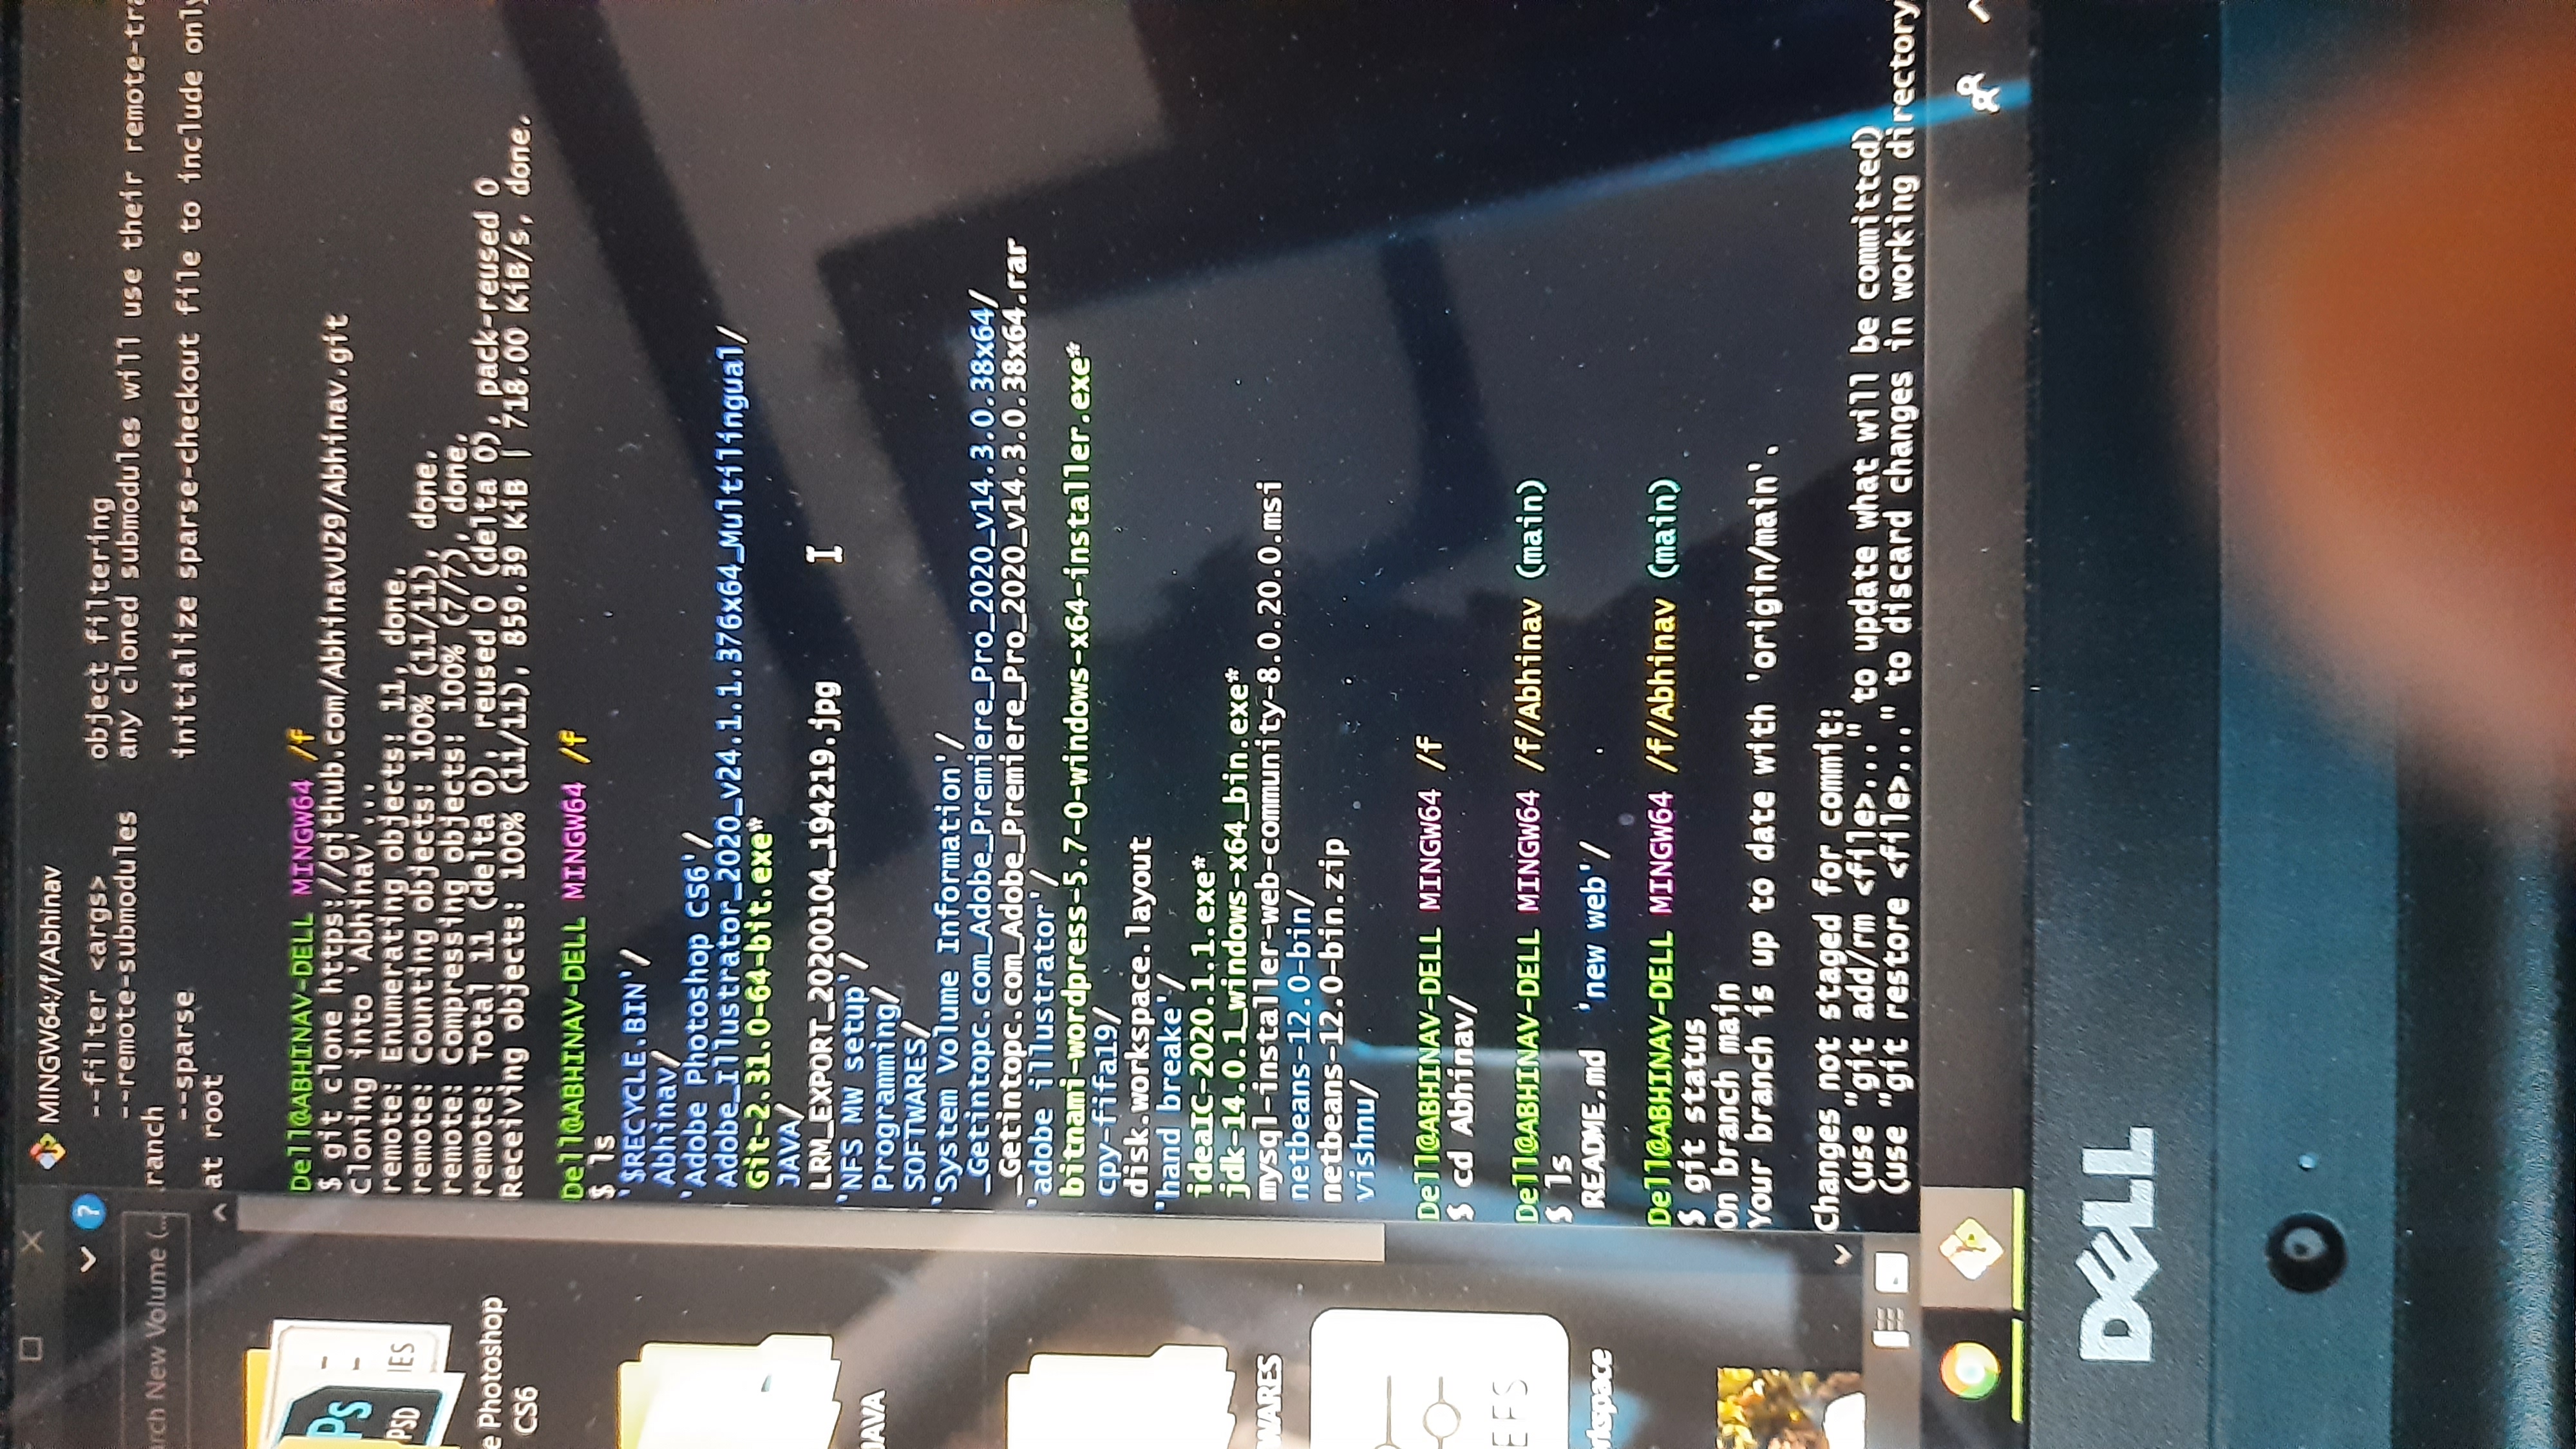 MINGW64:/f/Abhinav
--filter <args> object filtering
--remote-submodules any cloned submodules will use their
ranch
--sparse initialize sparse-checkout file to include
at root
Dell@ABHINAV-DELL MINGW64 /f
$ git clone https://github.com/AbhinavU29/Abhinav.git
Cloning into 'Abhinav'...
remote: Enumerating objects: 11, done.
remote: Counting objects: 100% (11/11), done.
remote: Compressing objects: 100% (7/7), done.
remote: Total 11 (delta 0), reused 0 (delta 0), pack-reused 0
Receiving objects: 100% (11/11), 859.39 KiB | 718.00 KiB/s, done.
Dell@ABHINAV-DELL MINGW64 /f
$ ls
'$RECYCLE.BIN'/
Abhinav/
'Adobe Photoshop CS6'/
Adobe_Illustrator_2020_v24.1.1.376x64_Multilingual/
Git-2.31.0-64-bit.exe*
JAVA/
LRM_EXPORT_20200104_194219.jpg
'NFS MW setup'/
Programming/
SOFTWARES/
'System Volume Information'/
_Getintopc.com_Adobe_Premiere_Pro_2020_v14.3.0.38x64/
_Getintopc.com_Adobe_Premiere_Pro_2020_v14.3.0.38x64.rar
'adobe illustrator'/
bitnami-wordpress-5.7-0-windows-x64-installer.exe*
cpy-fifa19/
disk.workspace.layout
'hand breake'/
ideaIC-2020.1.1.exe*
jdk-14.0.1_windows-x64_bin.exe*
mysql-installer-web-community-8.0.20.0.msi
netbeans-12.0-bin/
netbeans-12.0-bin.zip
vishnu/
Dell@ABHINAV-DELL MINGW64 /f
$ cd Abhinav/
Dell@ABHINAV-DELL MINGW64 /f/Abhinav (main)
$ ls
README.md 'new web'/
Dell@ABHINAV-DELL MINGW64 /f/Abhinav (main)
$ git status
On branch main
Your branch is up to date with 'origin/main'.
Changes not staged for commit:
(use "git add/rm <file>..." to update what will be committed)
(use "git restore <file>..." to discard changes in working directory
arch New Volume (...
Ps
PSD
IES
e Photoshop
CS6
JAVA
WARES
EFS
rkspace
DELL